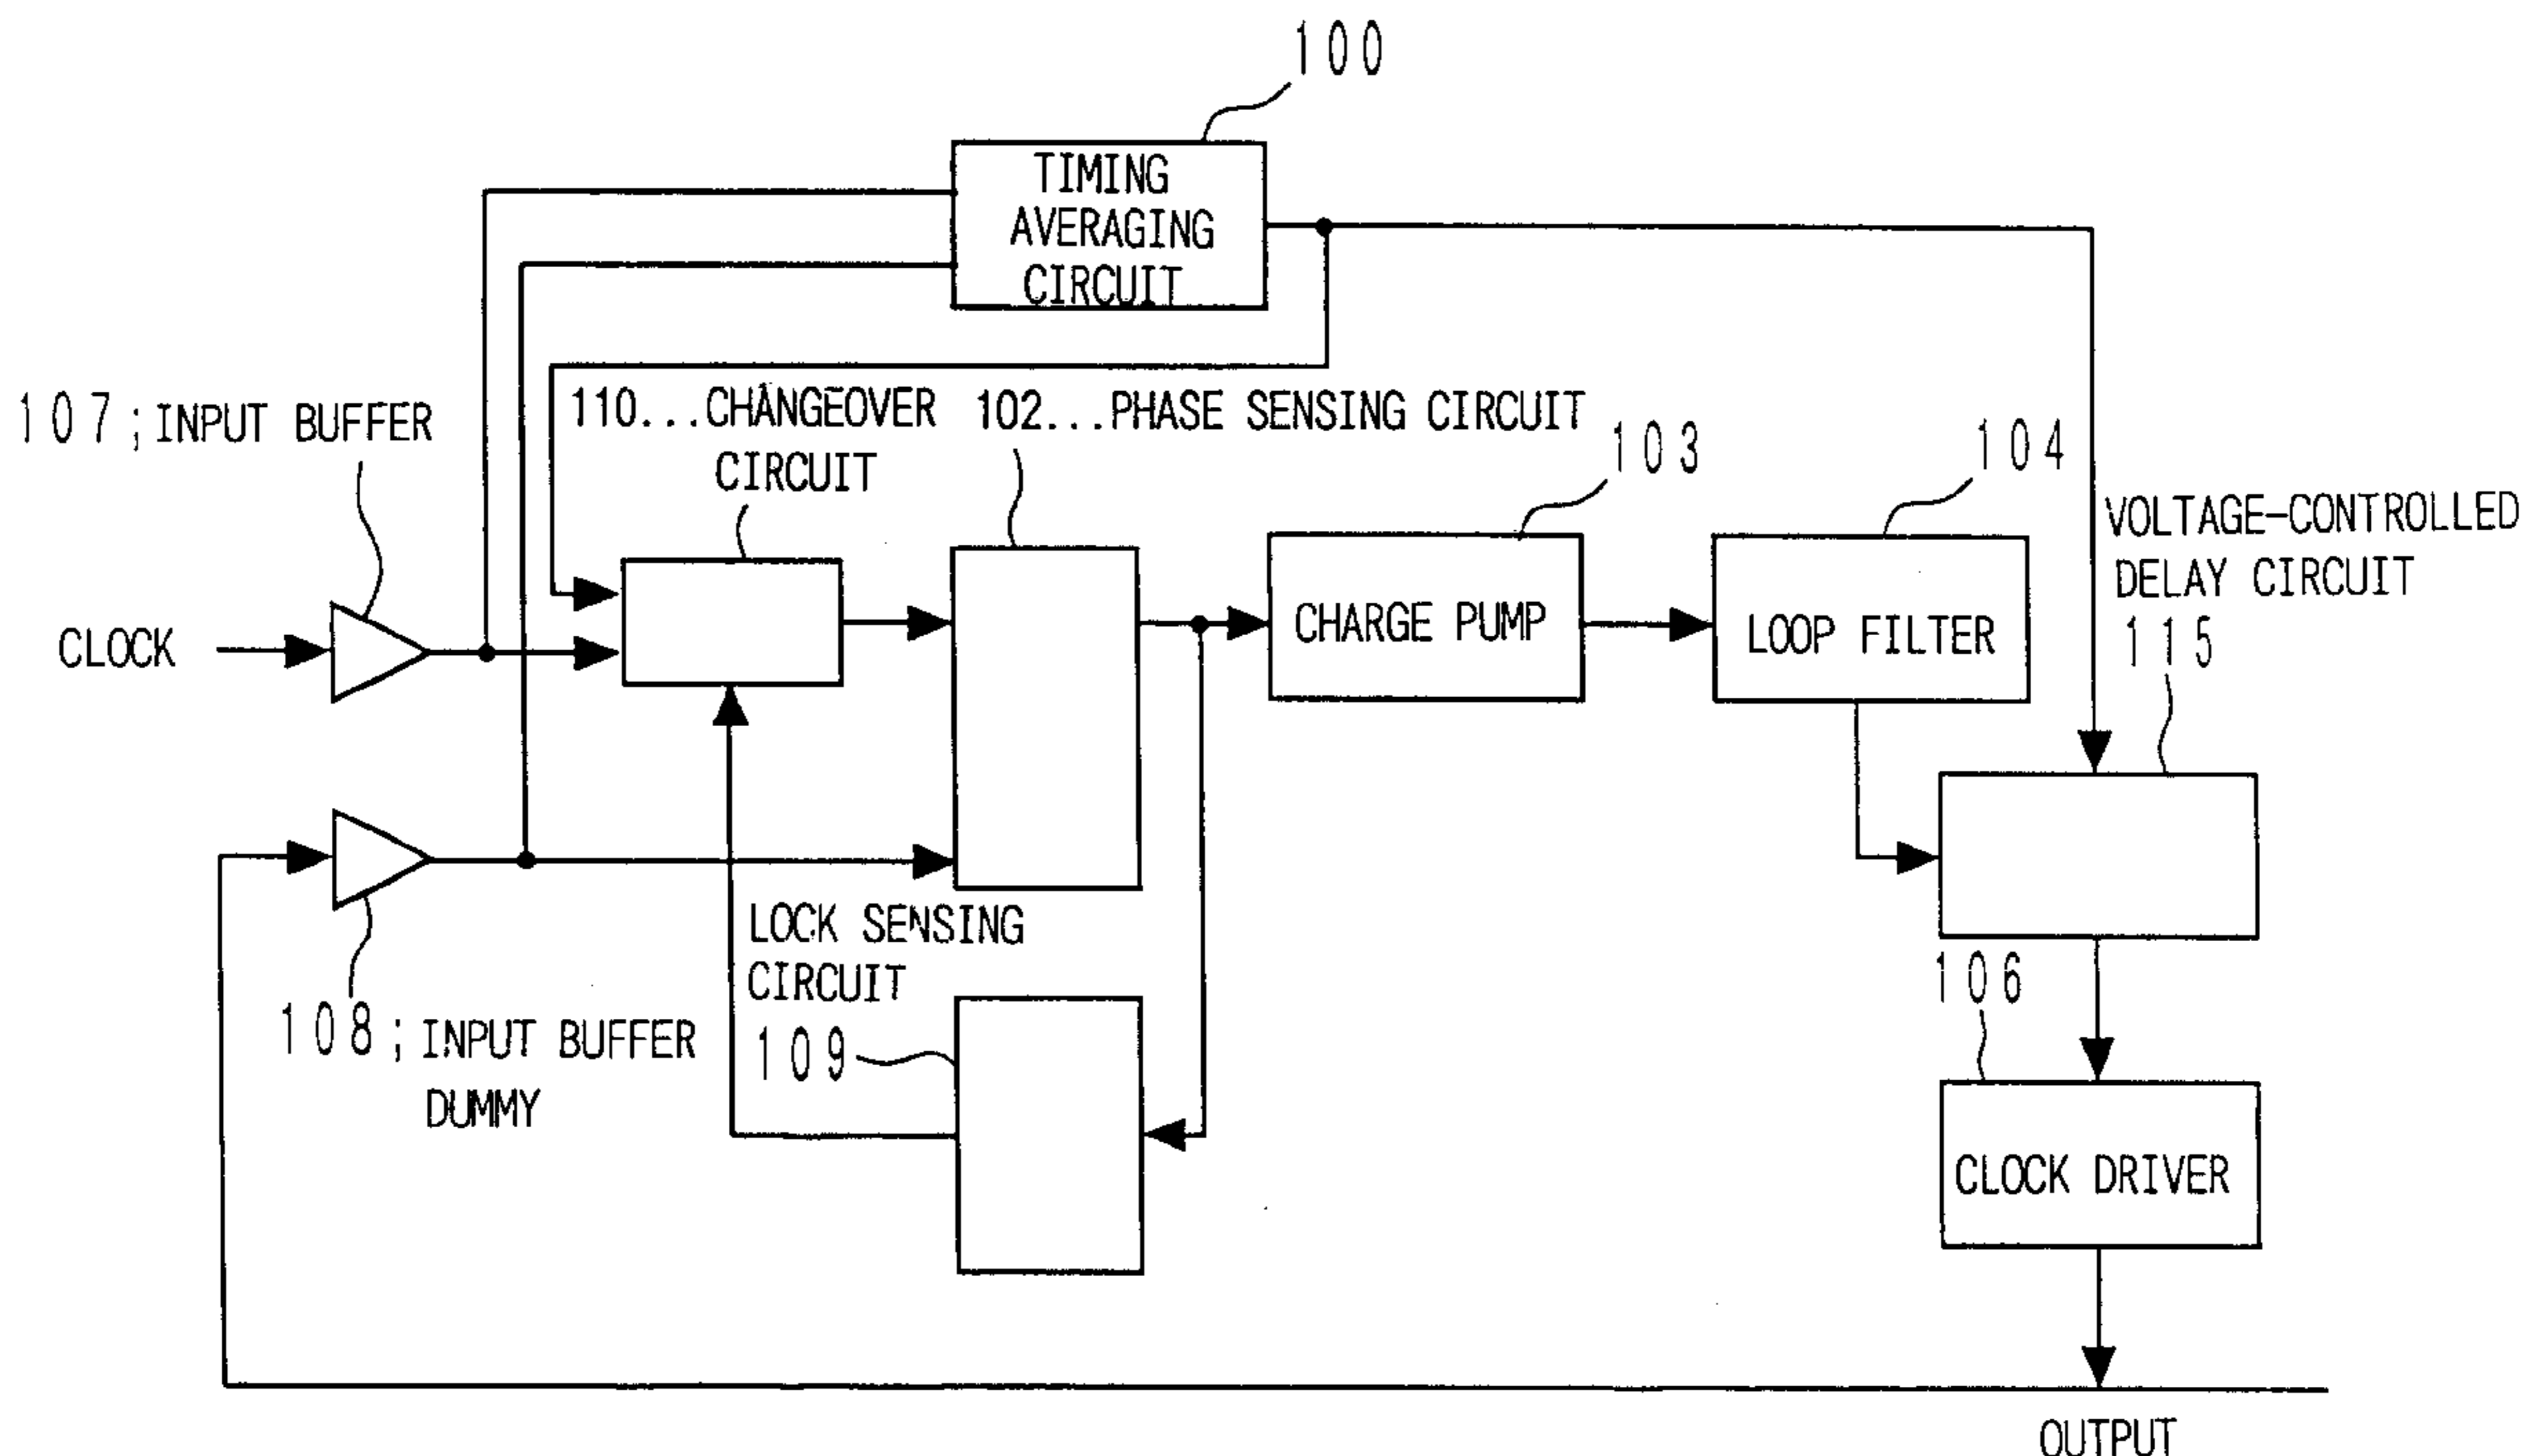 100
TIMING
AVERAGING
CIRCUIT
107;INPUT BUFFER
110...CHANGEOVER
CIRCUIT
102...PHASE SENSING CIRCUIT
103
104
VOLTAGE-CONTROLLED
DELAY CIRCUIT
115
CLOCK
CHARGE PUMP
LOOP FILTER
LOCK SENSING
CIRCUIT
109
108;INPUT BUFFER
DUMMY
106
CLOCK DRIVER
OUTPUT